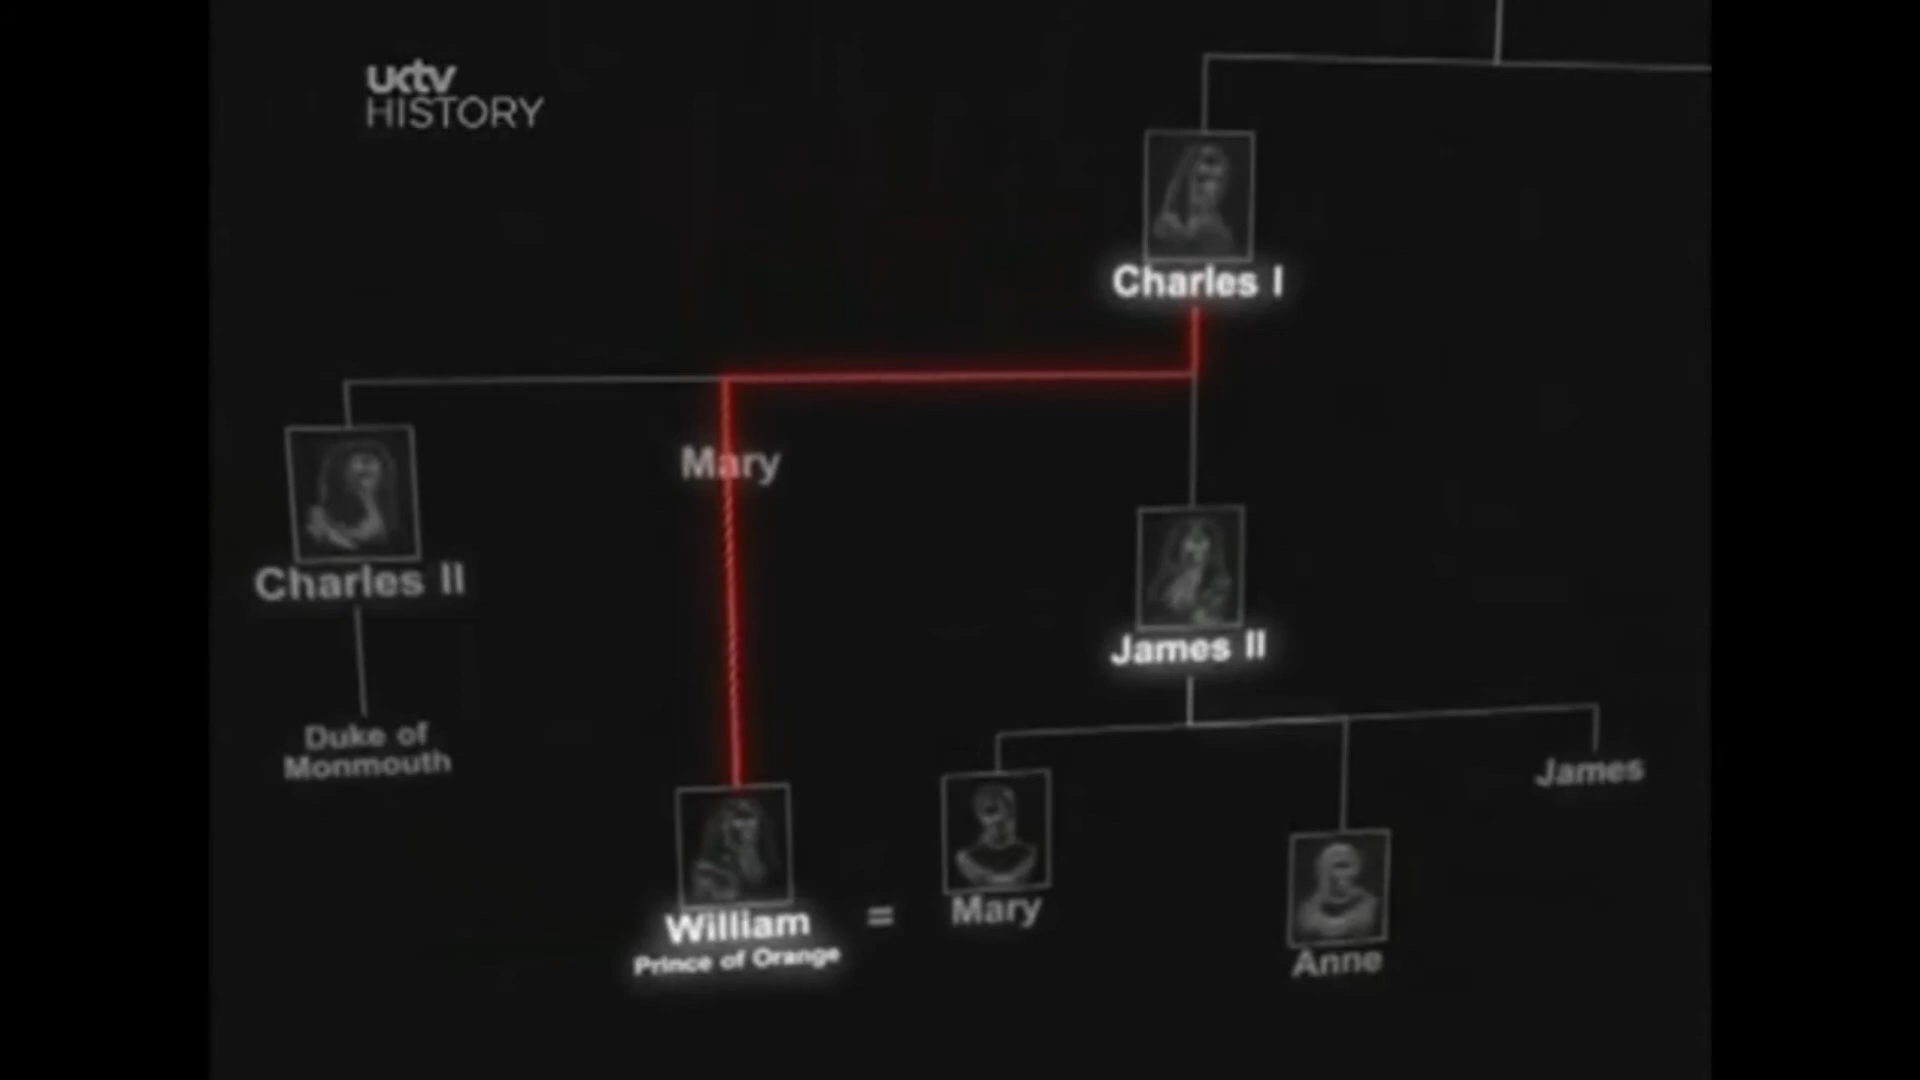 uktv
HISTORY
Charles I
Mary
Charles II
James II
Duke of
Monmouth
James
William
Prince of Orange
=
Mary
Anne